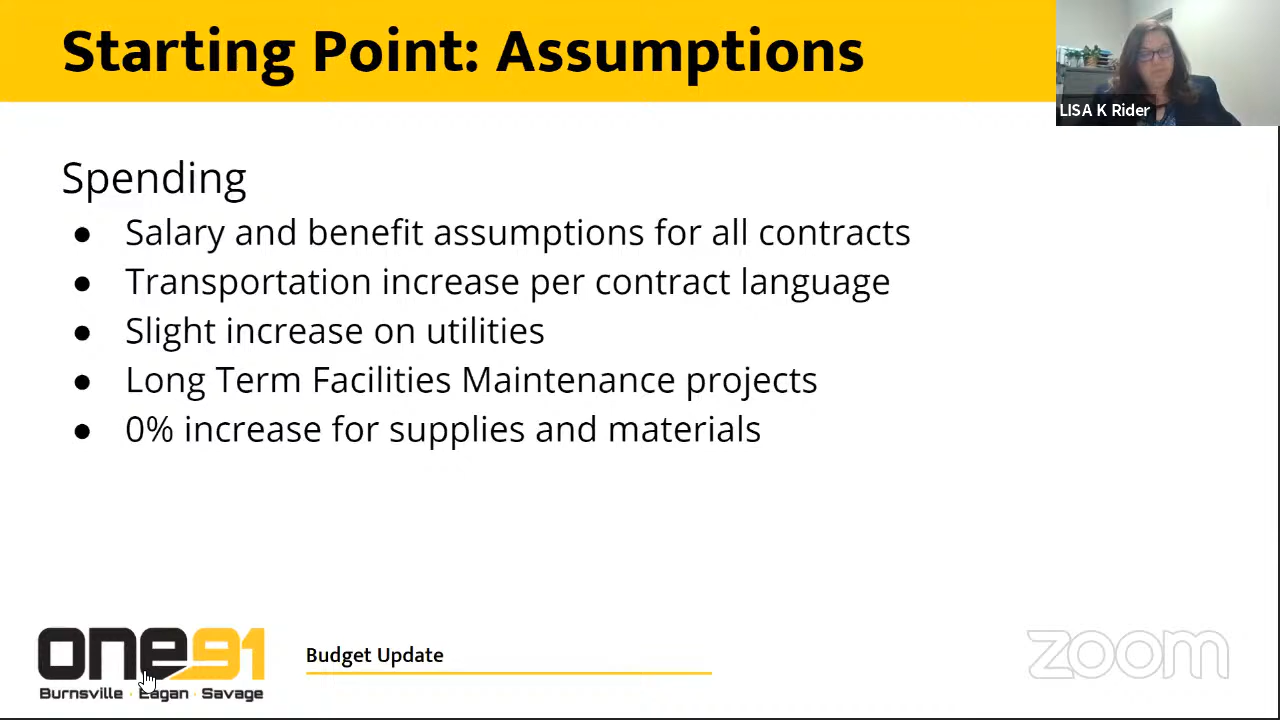 Starting Point: Assumptions
LISA K Rider
Spending
● Salary and benefit assumptions for all contracts
● Transportation increase per contract language
● Slight increase on utilities
● Long Term Facilities Maintenance projects
● 0% increase for supplies and materials
one91
Burnsville · Eagan · Savage
Budget Update
zoom